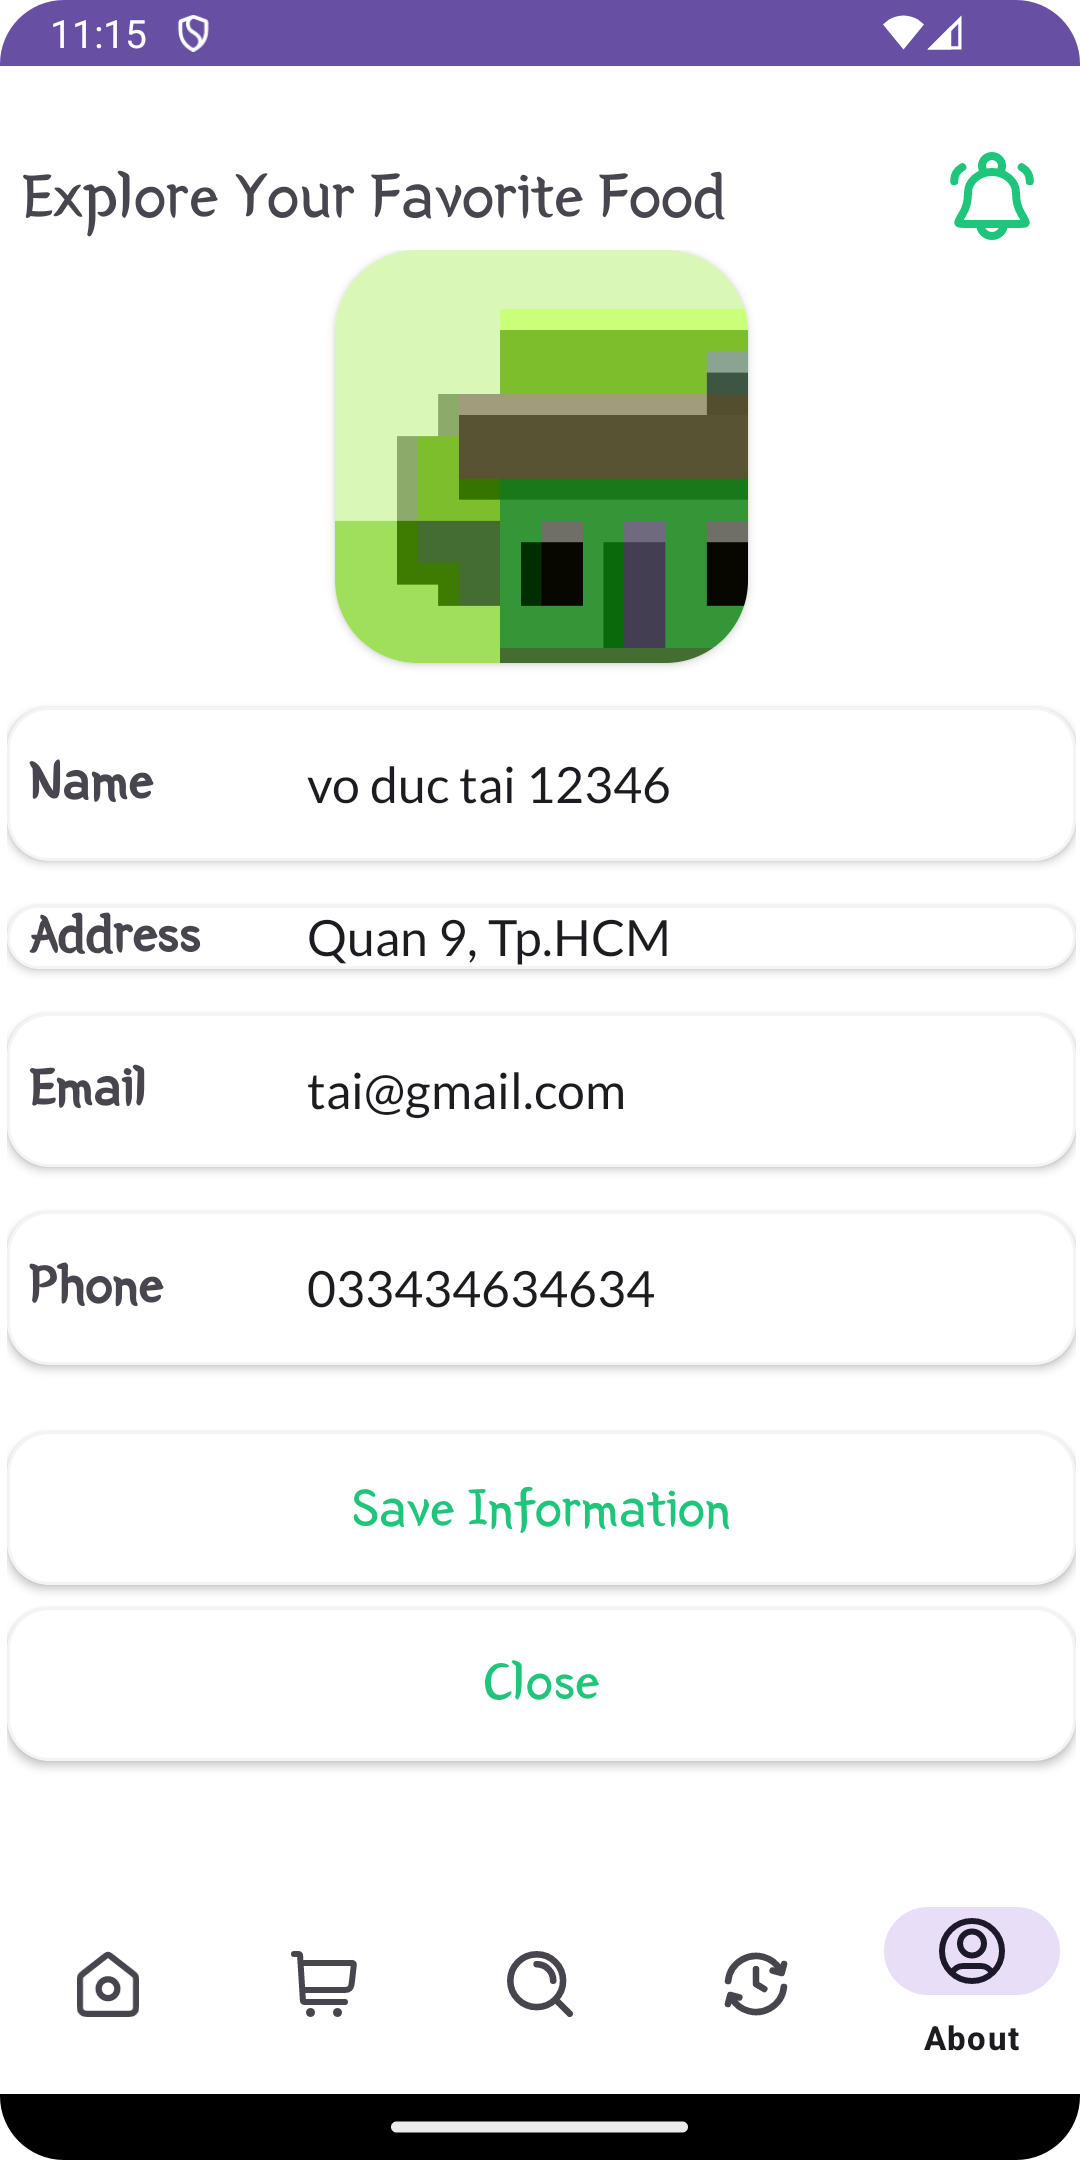 11:15
Explore Your Favorite Food
Name vo duc tai 12346
Address Quan 9, Tp.HCM
Email tai@gmail.com
Phone 033434634634
Save Information
Close
About